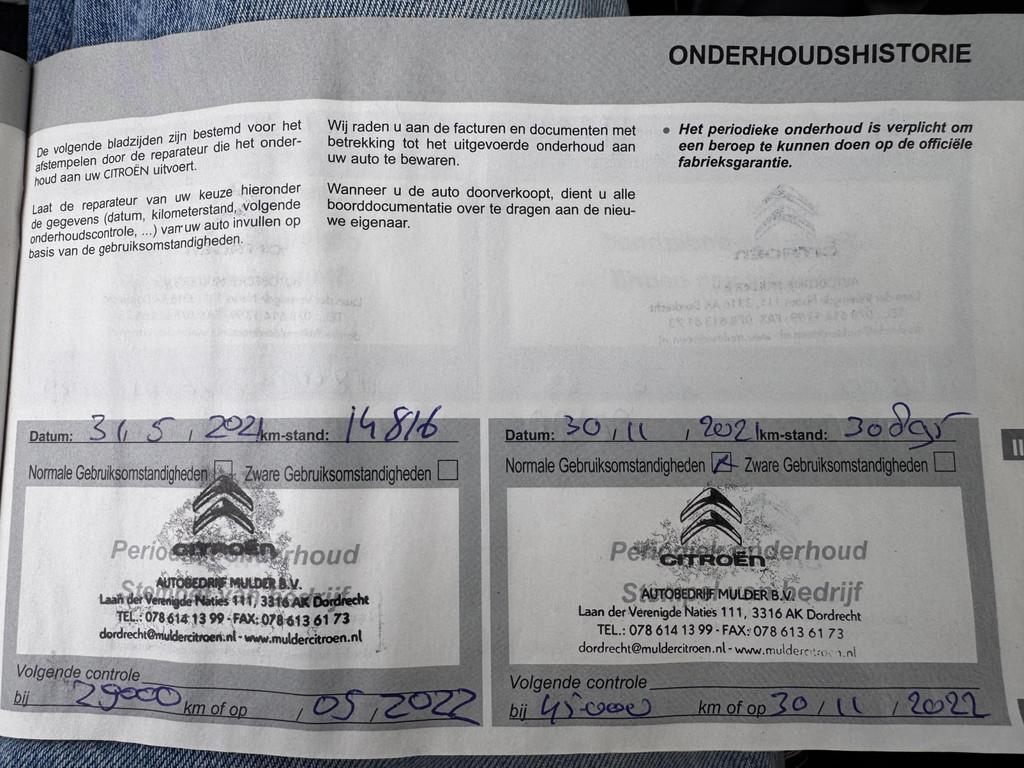 ONDERHOUDSHISTORIE
De volgende bladzijden zijn bestemd voor het
afstempelen door de reparateur die het onder-
houd aan uw CITROËN uitvoert.
Laat de reparateur van uw keuze hieronder
de gegevens (datum, kilometerstand, volgende
onderhoudscontrole, ...) van uw auto invullen op
basis van de gebruiksomstandigheden.
Wij raden u aan de facturen en documenten met
betrekking tot het uitgevoerde onderhoud aan
uw auto te bewaren.
Wanneer u de auto doorverkoopt, dient u alle
boorddocumentatie over te dragen aan de nieu-
we eigenaar.
• Het periodieke onderhoud is verplicht om
een beroep te kunnen doen op de officiële
fabrieksgarantie.
II
Datum: 31, 5, 2021 km-stand: 14816
Normale Gebruiksomstandigheden Zware Gebruiksomstandigheden
CITROËN
AUTOBEDRIJF MULDER B.V.
Laan der Verenigde Naties 111, 3316 AK Dordrecht
TEL.: 078 614 13 99 - FAX: 078 613 61 73
dordrecht@muldercitroen.nl - www.muldercitroen.nl
Volgende controle
bij 29000 km of op , 05, 2022
Datum: 30, 11, 2021 km-stand:
Normale Gebruiksomstandigheden Zware Gebruiksomstandigheden
CITROËN
AUTOBEDRIJF MULDER B.V.
Laan der Verenigde Naties 111, 3316 AK Dordrecht
TEL.: 078 614 13 99 - FAX: 078 613 61 73
dordrecht@muldercitroen.nl - www.muldercitroen.nl
Volgende controle
bij 45000 km of op 30, 11, 2022